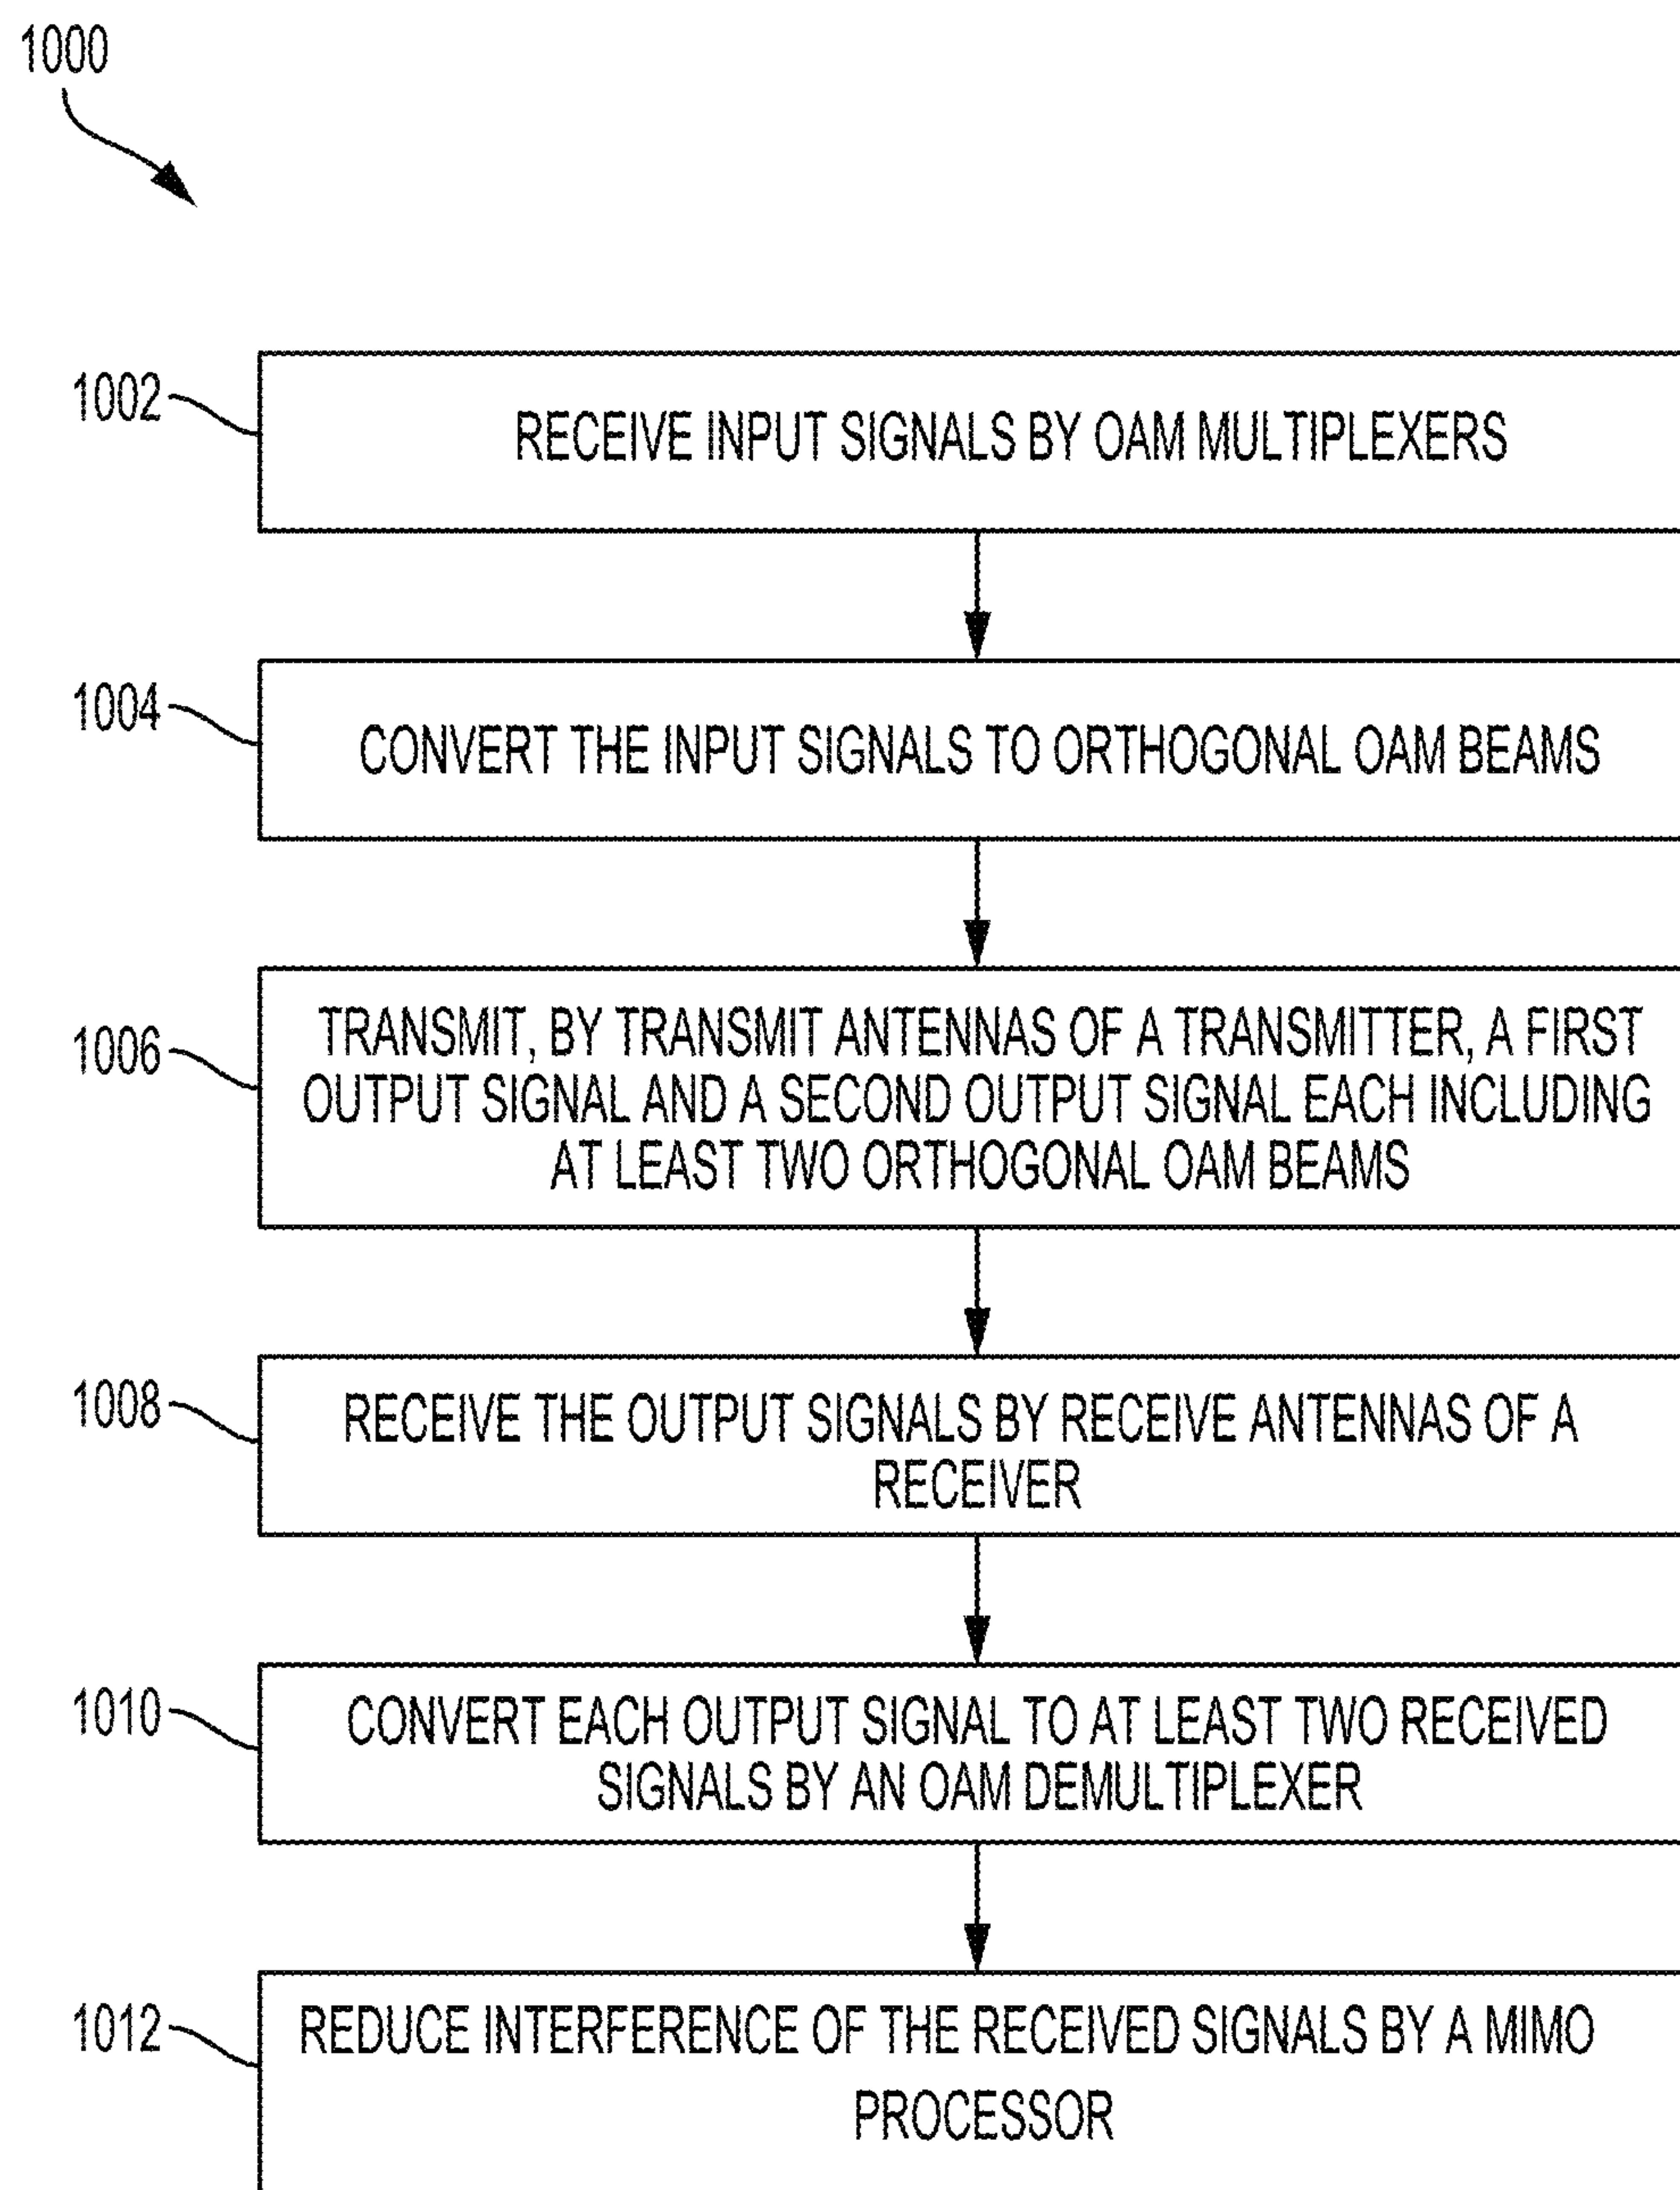 1000
1002
RECEIVE INPUT SIGNALS BY OAM MULTIPLEXERS
1004
CONVERT THE INPUT SIGNALS TO ORTHOGONAL OAM BEAMS
1006
TRANSMIT, BY TRANSMIT ANTENNAS OF A TRANSMITTER, A FIRST
OUTPUT SIGNAL AND A SECOND OUTPUT SIGNAL EACH INCLUDING
AT LEAST TWO ORTHOGONAL OAM BEAMS
1008
RECEIVE THE OUTPUT SIGNALS BY RECEIVE ANTENNAS OF A
RECEIVER
1010
CONVERT EACH OUTPUT SIGNAL TO AT LEAST TWO RECEIVED
SIGNALS BY AN OAM DEMULTIPLEXER
1012
REDUCE INTERFERENCE OF THE RECEIVED SIGNALS BY A MIMO
PROCESSOR